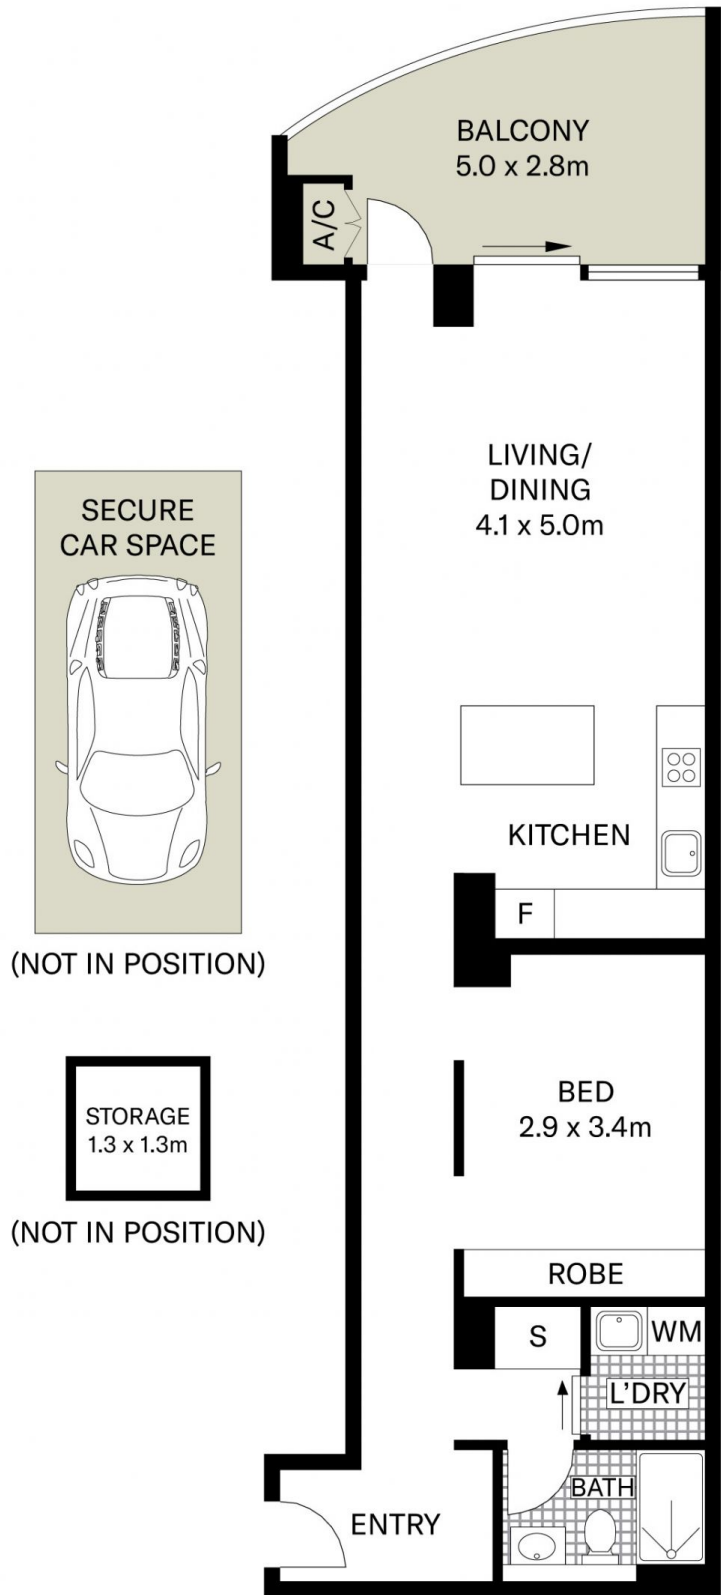 BALCONY
5.0 x 2.8m
A/C
LIVING/
DINING
4.1 x 5.0m
SECURE
CAR SPACE
(NOT IN POSITION)
KITCHEN
F
STORAGE
1.3 x 1.3m
(NOT IN POSITION)
BED
2.9 x 3.4m
ROBE
S
WM
L'DRY
BATH
ENTRY